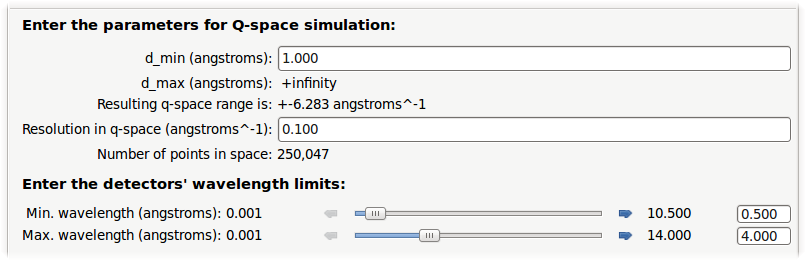 Enter the parameters for Q-space simulation:
d_min (angstroms): 1.000
d_max (angstroms): +infinity
Resulting q-space range is: +-6.283 angstroms^-1
Resolution in q-space (angstroms^-1): 0.100
Number of points in space: 250,047
Enter the detectors' wavelength limits:
Min. wavelength (angstroms): 0.001 10.500 0.500
Max. wavelength (angstroms): 0.001 14.000 4.000